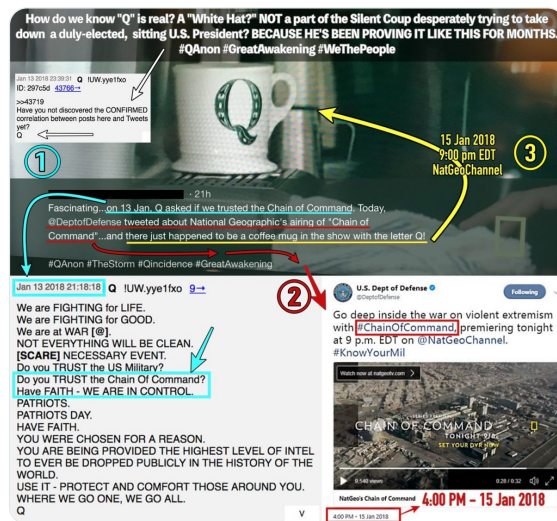 How do we know "Q" is real? A "White Hat?" NOT a part of the Silent Coup desperately trying to take
down a duly-elected, sitting U.S. President? BECAUSE HE'S BEEN PROVING IT LIKE THIS FOR MONTHS.
#QAnon #GreatAwakening #WeThePeople
Jan 13 2018 23:39:31 Q !UW.yye1fxo
ID: 297c5d 43766→
>>43719
Have you not discovered the CONFIRMED
correlation between posts here and Tweets
yet?
Q
1
Q
15 Jan 2018
9:00 pm EDT
NatGeoChannel
3
· 21h
Fascinating...on 13 Jan, Q asked if we trusted the Chain of Command. Today,
@DeptofDefense tweeted about National Geographic's airing of "Chain of
Command"...and there just happened to be a coffee mug in the show with the letter Q!
#QAnon #TheStorm #Qincidence #GreatAwakening
Jan 13 2018 21:18:18 Q !UW.yye1fxo 9→
We are FIGHTING for LIFE.
We are FIGHTING for GOOD.
We are at WAR [@].
NOT EVERYTHING WILL BE CLEAN.
[SCARE] NECESSARY EVENT.
Do you TRUST the US Military?
Do you TRUST the Chain Of Command?
Have FAITH - WE ARE IN CONTROL.
PATRIOTS.
PATRIOTS DAY.
HAVE FAITH.
YOU WERE CHOSEN FOR A REASON.
YOU ARE BEING PROVIDED THE HIGHEST LEVEL OF INTEL
TO EVER BE DROPPED PUBLICLY IN THE HISTORY OF THE
WORLD.
USE IT - PROTECT AND COMFORT THOSE AROUND YOU.
WHERE WE GO ONE, WE GO ALL.
Q
2
U.S. Dept of Defense
@DeptofDefense
Following
Go deep inside the war on violent extremism
with #ChainOfCommand, premiering tonight
at 9 p.m. EDT on @NatGeoChannel.
#KnowYourMil
Watch now at natgeotv.com
CHAIN OF COMMAND
TONIGHT 9/8c
SET YOUR DVR NOW
9,540 views
0:28 / 0:32
NatGeo's Chain of Command
4:00 PM – 15 Jan 2018
4:00 PM - 15 Jan 2018